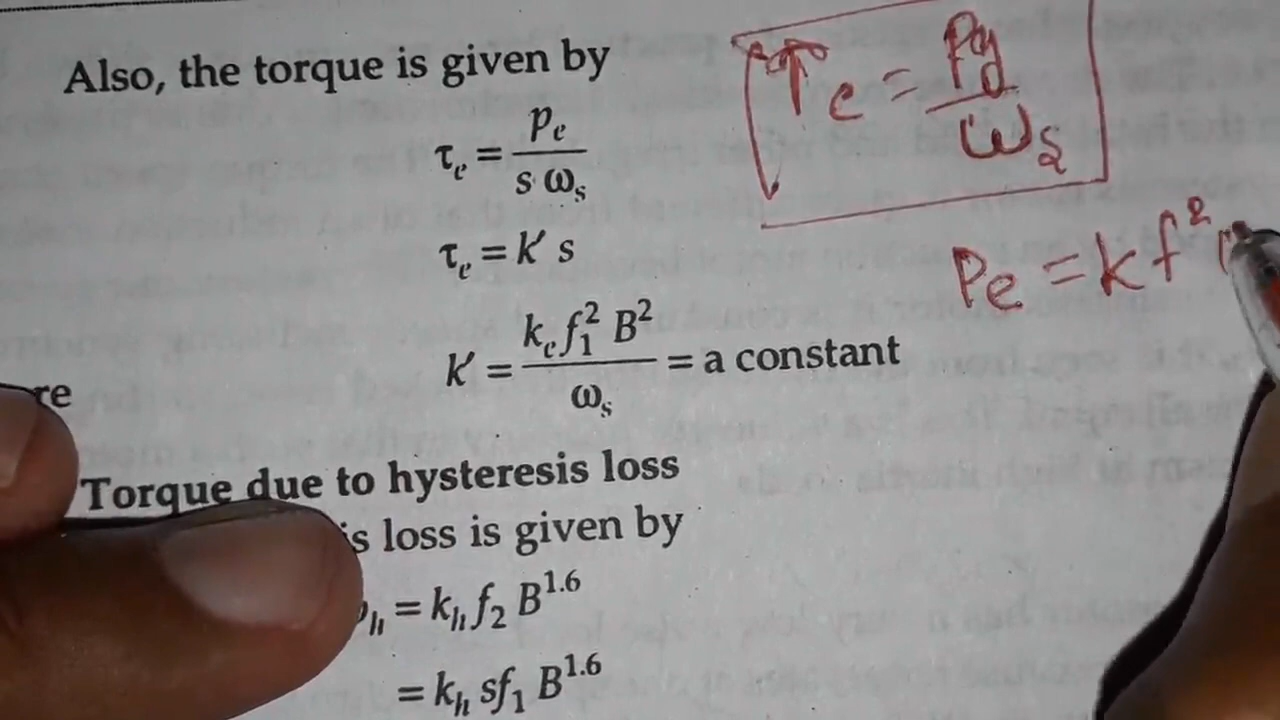 Also, the torque is given by
τₑ = pₑ / s ωₛ
τₑ = k′ s
re k′ = kₑ f₁² B² / ωₛ = a constant
Torque due to hysteresis loss
is loss is given by
pₕ = kₕ f₂ B^1.6
= kₕ sf₁ B^1.6
Te = Pg / ωs
Pe = kf²